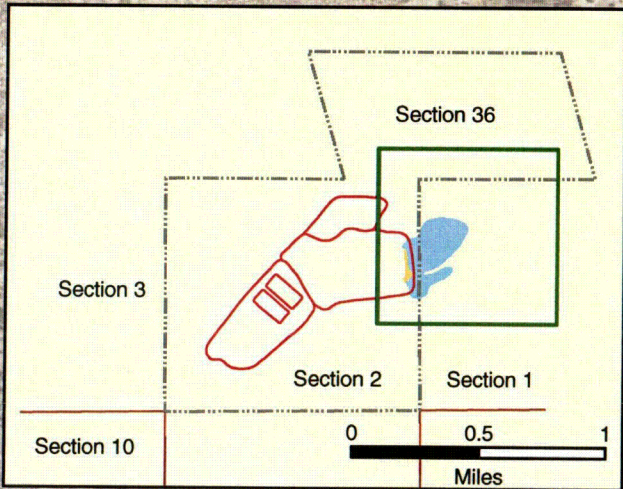 Section 36
Section 3
Section 2
Section 1
Section 10
0 0.5 1
Miles